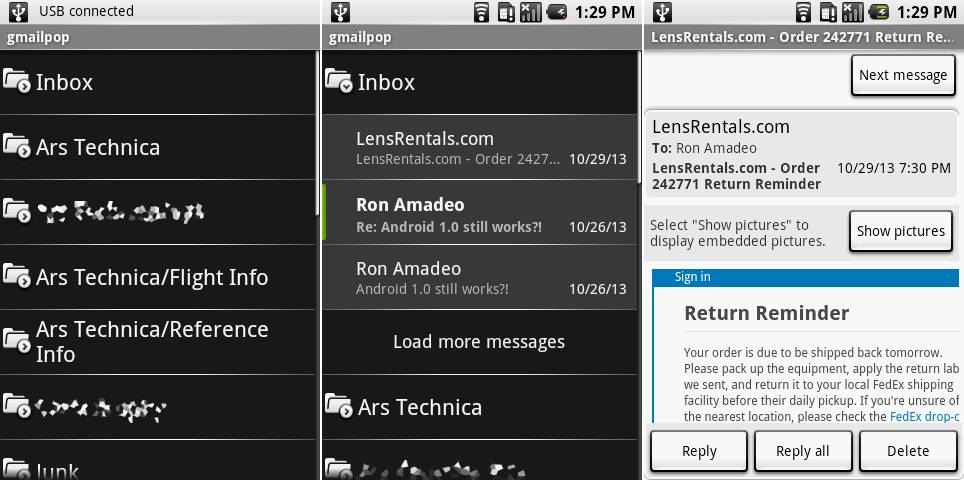 USB connected
gmailpop
Inbox
Ars Technica
Ars Technica/Flight Info
Ars Technica/Reference
Info
Junk
1:29 PM
gmailpop
Inbox
LensRentals.com
LensRentals.com - Order 2427... 10/29/13
Ron Amadeo
Re: Android 1.0 still works?! 10/26/13
Ron Amadeo
Android 1.0 still works?! 10/26/13
Load more messages
Ars Technica
1:29 PM
LensRentals.com - Order 242771 Return Re...
Next message
LensRentals.com
To: Ron Amadeo
LensRentals.com - Order 10/29/13 7:30 PM
242771 Return Reminder
Select "Show pictures" to
display embedded pictures.
Show pictures
Sign in
Return Reminder
Your order is due to be shipped back tomorrow.
Please pack up the equipment, apply the return lab
we sent, and return it to your local FedEx shipping
facility before their daily pickup. If you're unsure of
the nearest location, please check the FedEx drop-c
Reply Reply all Delete